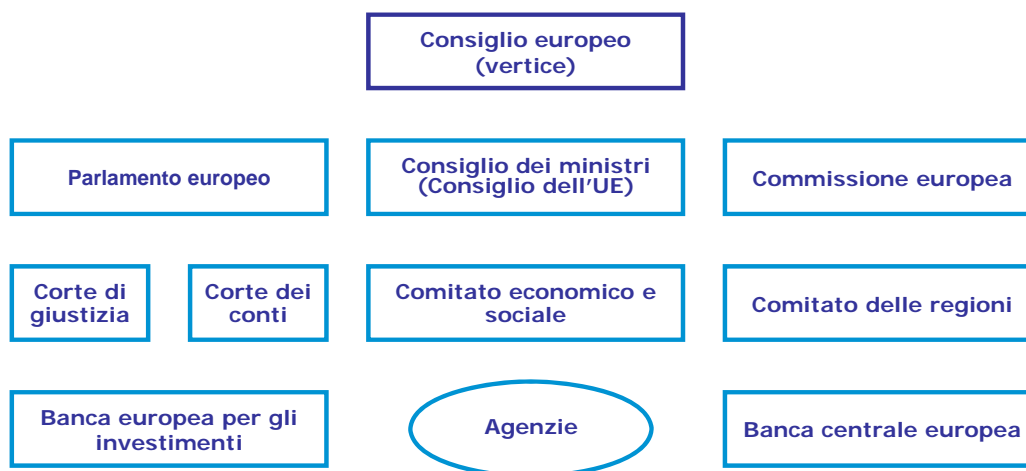 Consiglio europeo
(vertice)
Parlamento europeo
Consiglio dei ministri
(Consiglio dell'UE)
Commissione europea
Corte di
giustizia
Corte dei
conti
Comitato economico e
sociale
Comitato delle regioni
Banca europea per gli
investimenti
Agenzie
Banca centrale europea